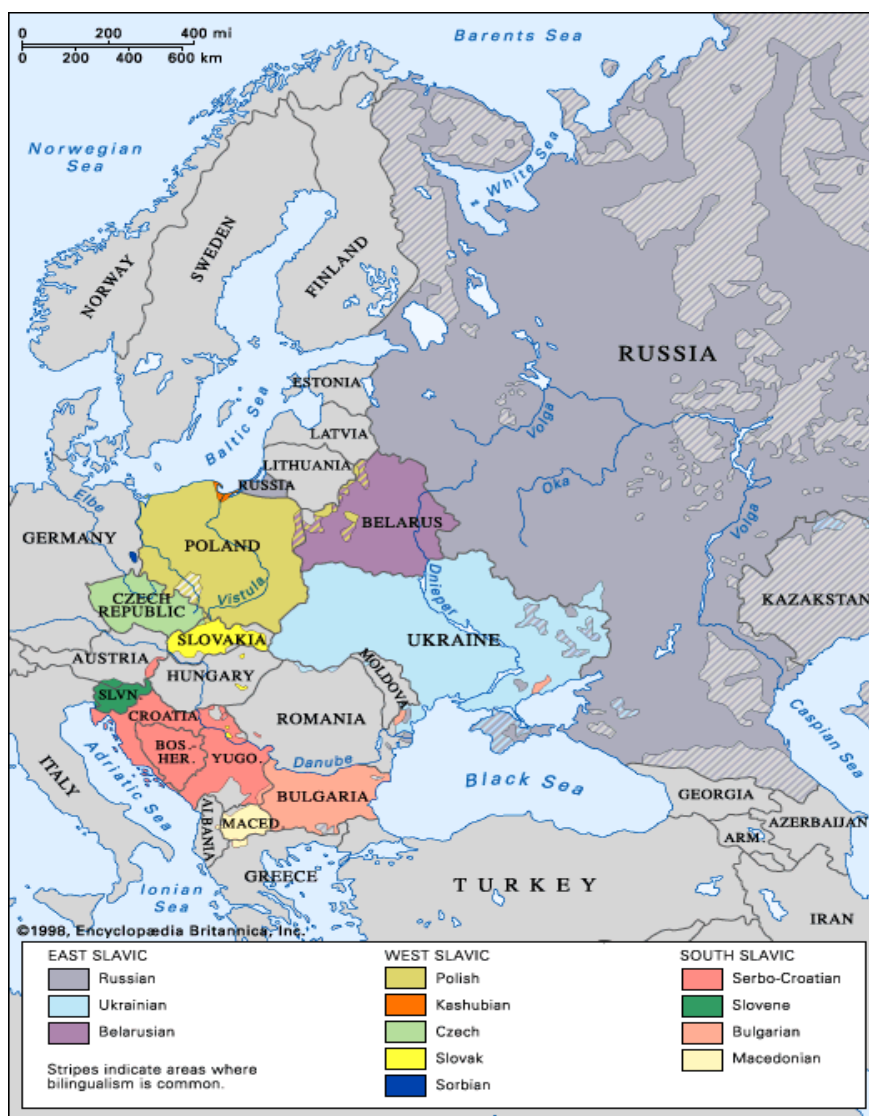 0 200 400 mi
0 200 400 600 km
Barents Sea
Norwegian
Sea
White Sea
NORWAY
SWEDEN
FINLAND
RUSSIA
ESTONIA
Baltic Sea
LATVIA
Volga
LITHUANIA
RUSSIA
Oka
Elbe
BELARUS
Volga
GERMANY
POLAND
Dnieper
Vistula
CZECH
REPUBLIC
KAZAKSTAN
SLOVAKIA
UKRAINE
AUSTRIA
HUNGARY
MOLDOVA
SLVN.
CROATIA
ROMANIA
Caspian Sea
BOS.-
HER.
YUGO.
Danube
ITALY
Adriatic Sea
BULGARIA
Black Sea
GEORGIA
ALBANIA
MACED.
AZERBAIJAN
ARM.
GREECE
TURKEY
Ionian
Sea
IRAN
©1998, Encyclopædia Britannica, Inc.
EAST SLAVIC
Russian
Ukrainian
Belarusian
Stripes indicate areas where
bilingualism is common.
WEST SLAVIC
Polish
Kashubian
Czech
Slovak
Sorbian
SOUTH SLAVIC
Serbo-Croatian
Slovene
Bulgarian
Macedonian